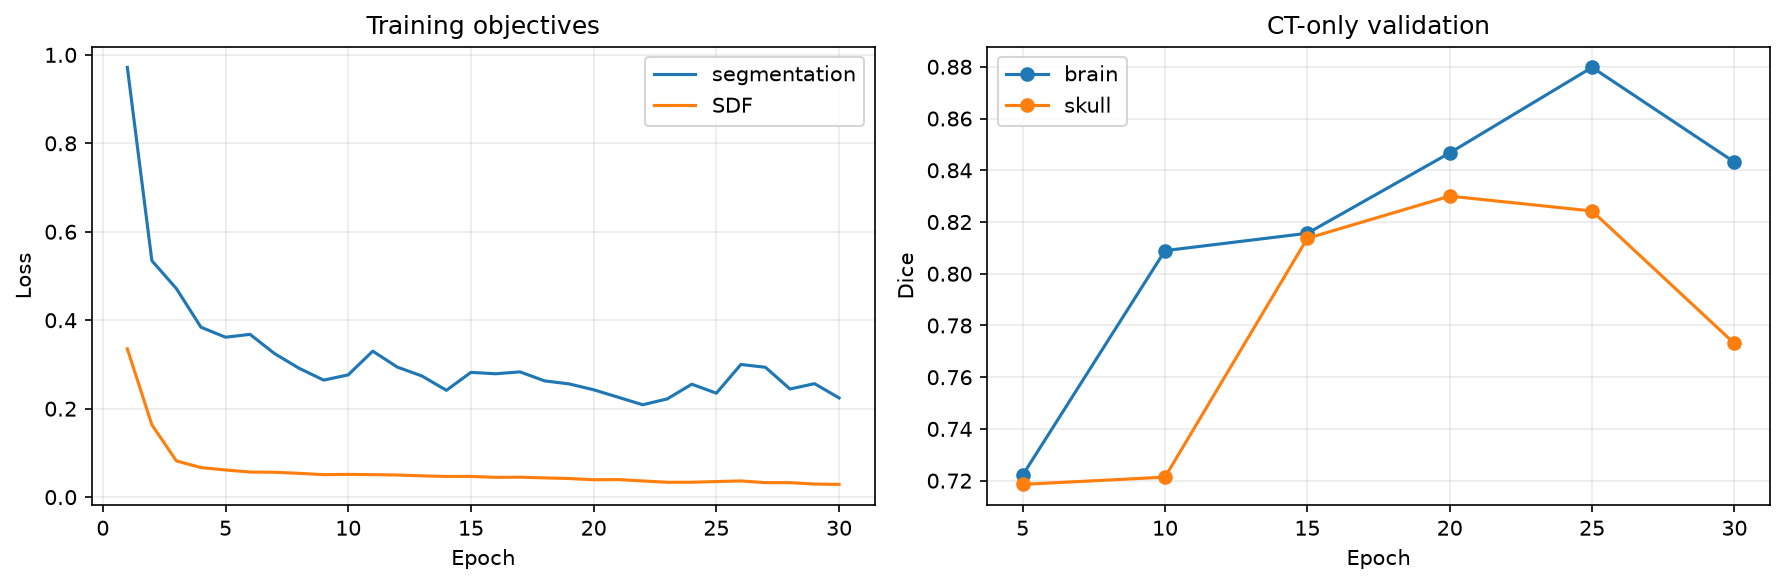 Training objectives
1.0
0.8
0.6
0.4
0.2
0.0
Loss
segmentation
SDF
0 5 10 15 20 25 30
Epoch
CT-only validation
0.88
0.86
0.84
0.82
0.80
0.78
0.76
0.74
0.72
Dice
brain
skull
5 10 15 20 25 30
Epoch